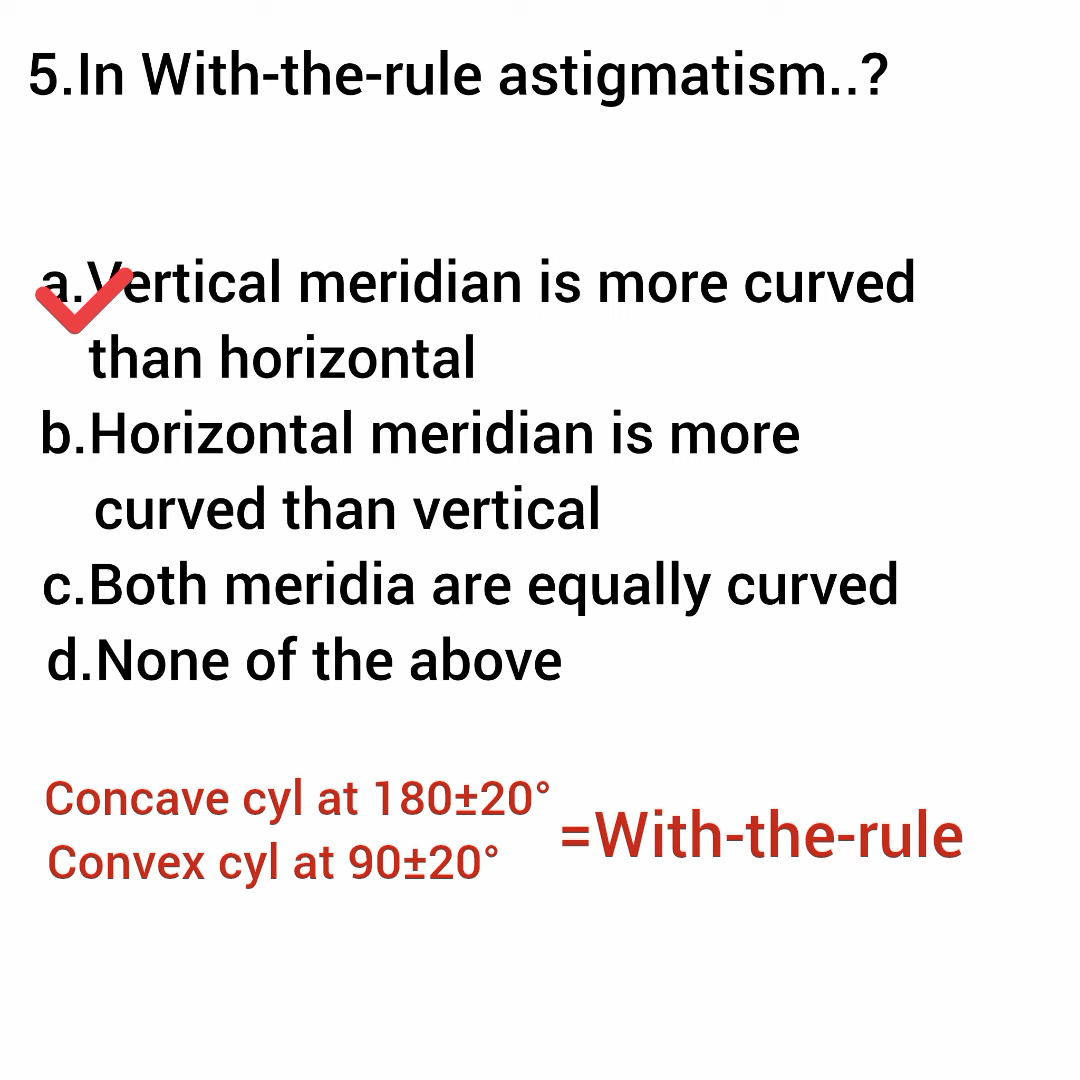 5.In With-the-rule astigmatism..?
a.Vertical meridian is more curved
than horizontal
b.Horizontal meridian is more
curved than vertical
c.Both meridia are equally curved
d.None of the above
Concave cyl at 180±20°
Convex cyl at 90±20°
=With-the-rule